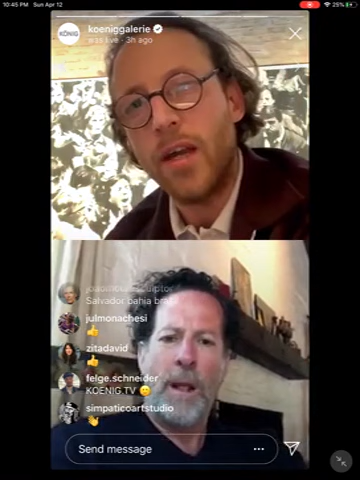 10:45 PM Sun Apr 12
25%
KÖNIG
koeniggalerie
was live · 3h ago
Salvador bahia
julmonachesi
zitadavid
felge.schneider
KOENIG.TV
simpaticoartstudio
Send message